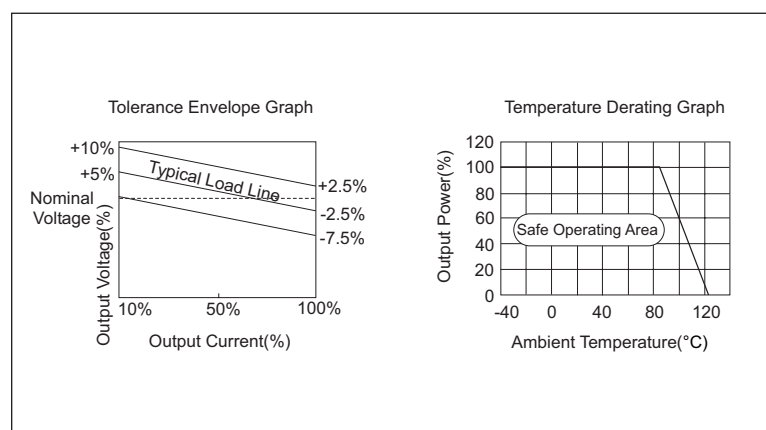 Tolerance Envelope Graph
+10%
+5%
Nominal
Voltage
Output Voltage(%)
Typical Load Line
+2.5%
-2.5%
-7.5%
10%
50%
100%
Output Current(%)
Temperature Derating Graph
Output Power(%)
120
100
80
60
40
20
0
Safe Operating Area
-40
0
40
80
120
Ambient Temperature(°C)